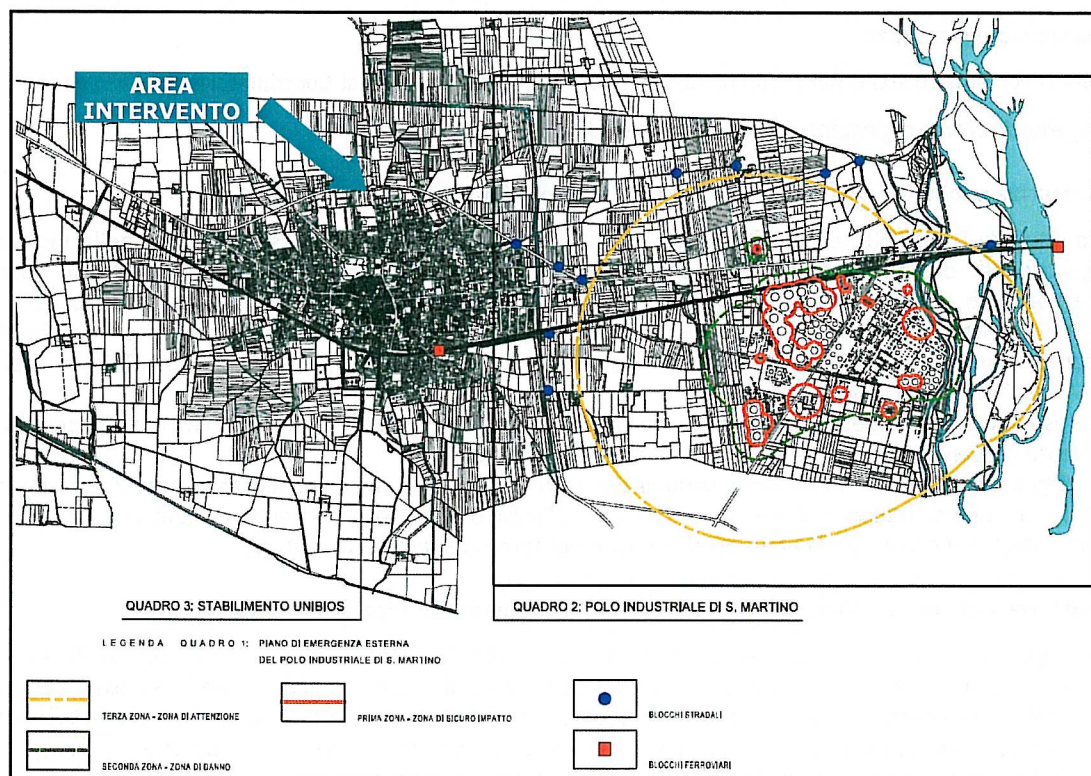 AREA
INTERVENTO
QUADRO 3; STABILIMENTO UNIBIOS
QUADRO 2; POLO INDUSTRIALE DI S. MARTINO
LEGENDA QUADRO 1; PIANO DI EMERGENZA ESTERNA
DEL POLO INDUSTRIALE DI S. MARTINO
TERZA ZONA - ZONA DI ATTENZIONE
PRIMA ZONA - ZONA DI SICURO IMPATTO
BLOCCHI STRADALI
SECONDA ZONA - ZONA DI DANNO
BLOCCHI FERROVIARI